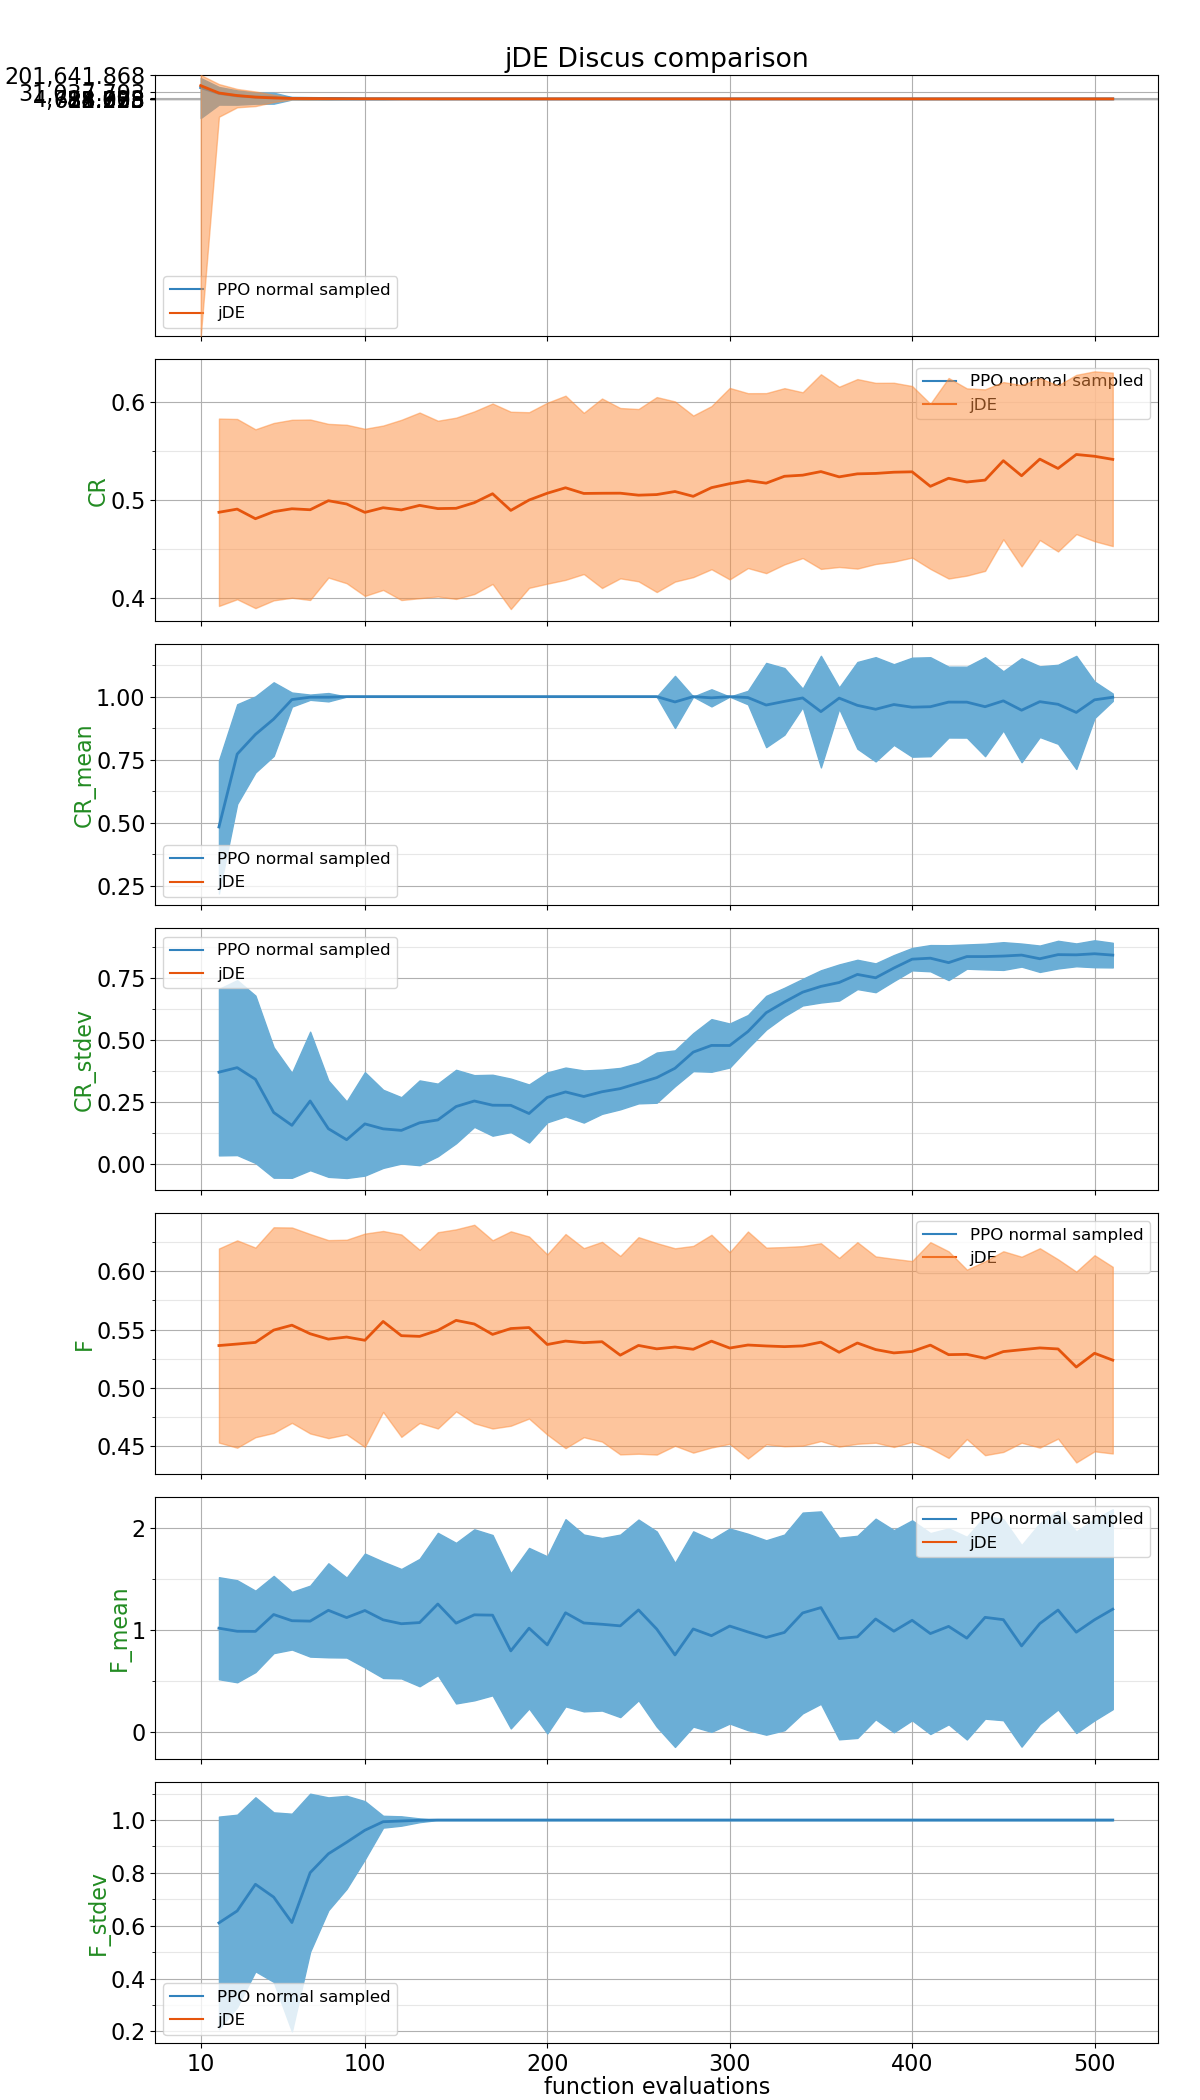 jDE Discus comparison
201,641.868
PPO normal sampled
jDE
CR
0.6
0.5
0.4
PPO normal sampled
jDE
CR_mean
1.00
0.75
0.50
0.25
PPO normal sampled
jDE
CR_stdev
0.75
0.50
0.25
0.00
PPO normal sampled
jDE
F
0.60
0.55
0.50
0.45
PPO normal sampled
jDE
F_mean
2
1
0
PPO normal sampled
jDE
F_stdev
1.0
0.8
0.6
0.4
0.2
PPO normal sampled
jDE
10 100 200 300 400 500
function evaluations